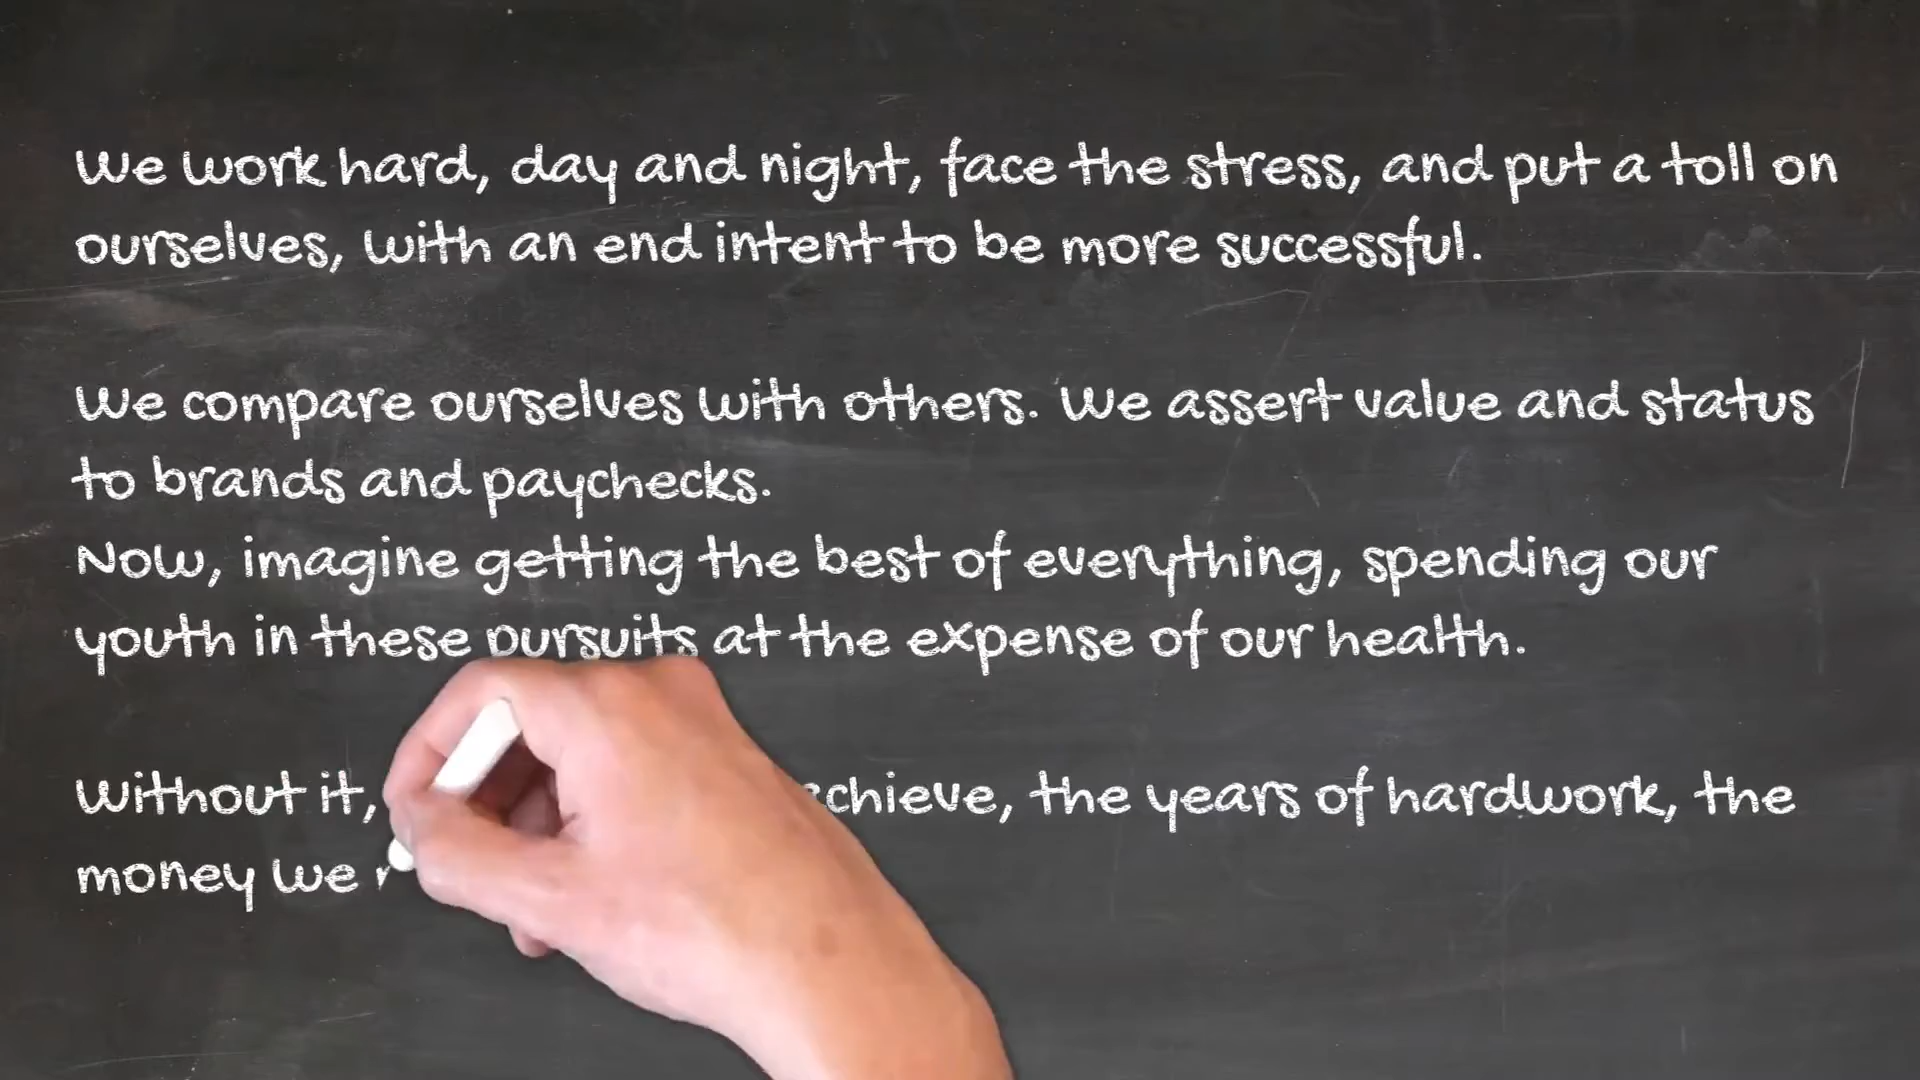 We work hard, day and night, face the stress, and put a toll on
ourselves, with an end intent to be more successful.
We compare ourselves with others. We assert value and status
to brands and paychecks.
Now, imagine getting the best of everything, spending our
youth in these pursuits at the expense of our health.
Without it, chieve, the years of hardwork, the
money we